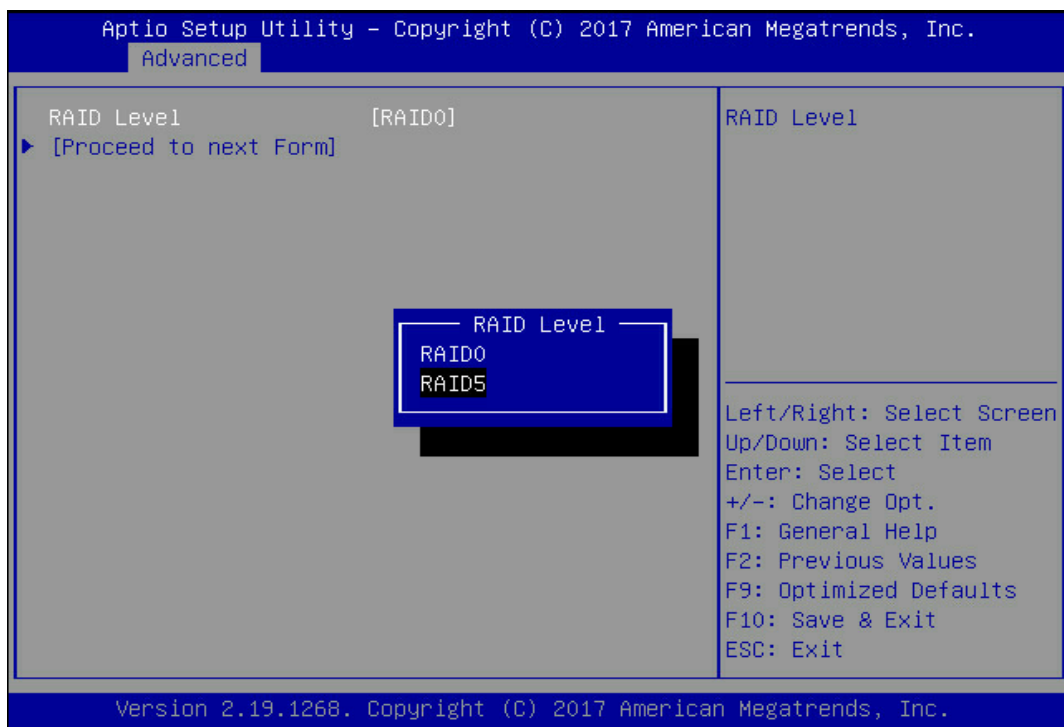 Aptio Setup Utility – Copyright (C) 2017 American Megatrends, Inc.
Advanced
RAID Level [RAID0]
[Proceed to next Form]
RAID Level
RAID Level
RAID0
RAID5
Left/Right: Select Screen
Up/Down: Select Item
Enter: Select
+/-: Change Opt.
F1: General Help
F2: Previous Values
F9: Optimized Defaults
F10: Save & Exit
ESC: Exit
Version 2.19.1268. Copyright (C) 2017 American Megatrends, Inc.